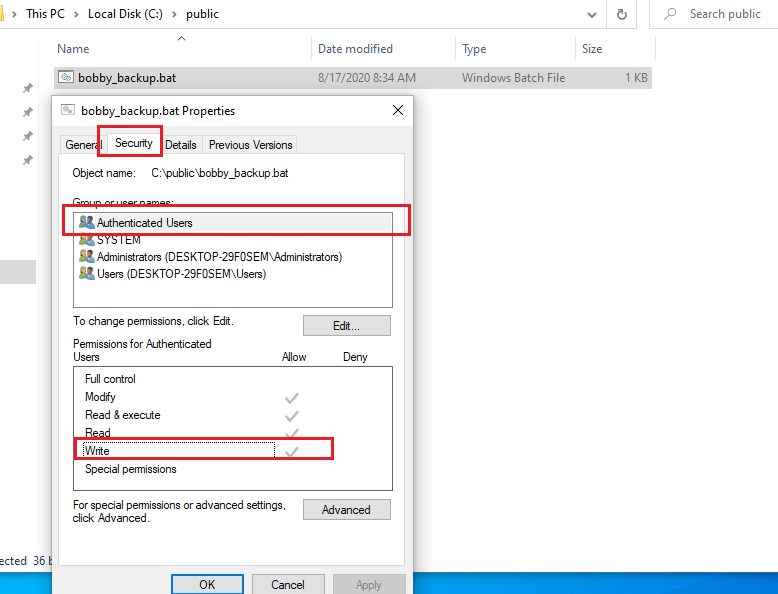 This PC > Local Disk (C:) > public
Search public
Name Date modified Type Size
bobby_backup.bat 8/17/2020 8:34 AM Windows Batch File 1 KB
bobby_backup.bat Properties
General Security Details Previous Versions
Object name: C:\public\bobby_backup.bat
Group or user names:
Authenticated Users
SYSTEM
Administrators (DESKTOP-29F0SEM\Administrators)
Users (DESKTOP-29F0SEM\Users)
To change permissions, click Edit.
Edit...
Permissions for Authenticated
Users Allow Deny
Full control
Modify
Read & execute
Read
Write
Special permissions
For special permissions or advanced settings,
click Advanced.
Advanced
ected 36 b
OK Cancel Apply